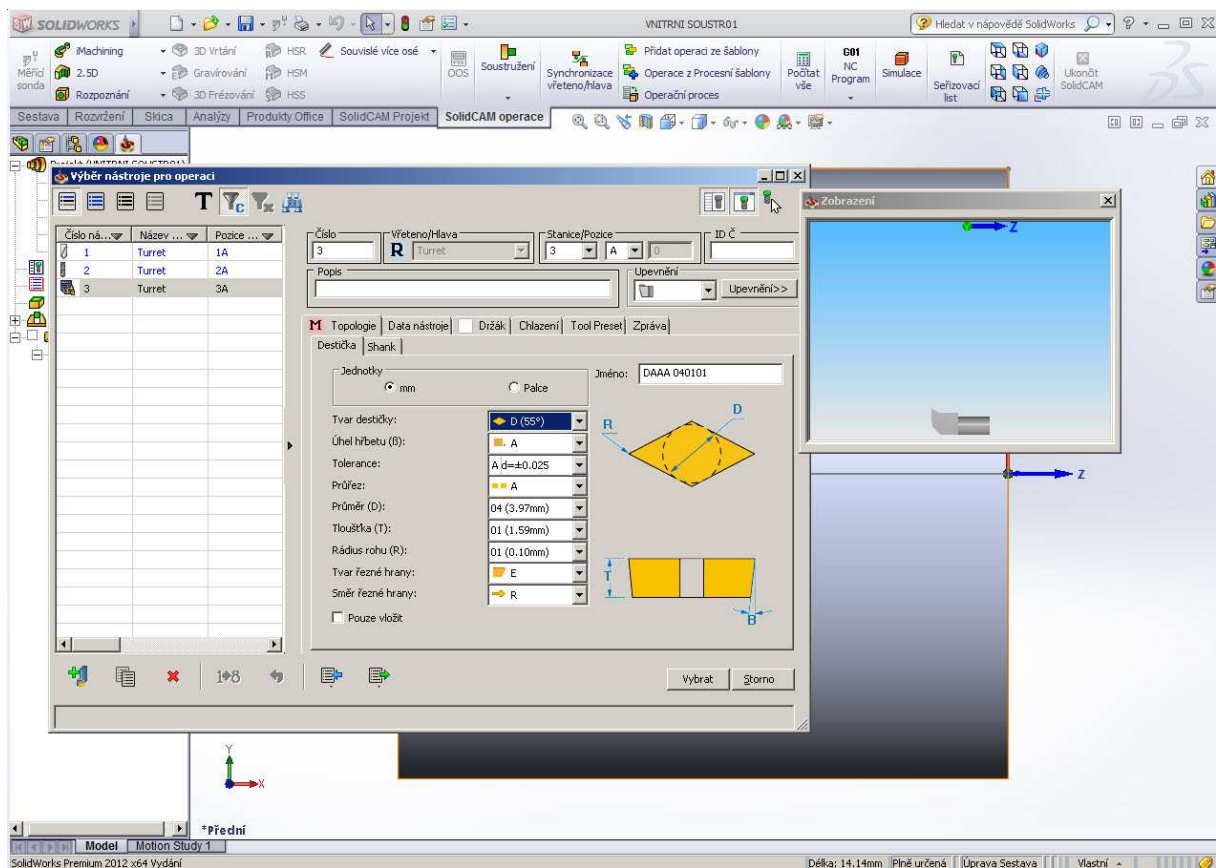 SOLIDWORKS
VNITRNI SOUSTR01
Hledat v nápovědě SolidWorks
Měřící sonda
iMachining
2.5D
Rozpoznání
3D Vrtání
Gravírování
3D Frézování
HSR
HSM
HSS
Souvislé více osé
OOS
Soustružení
Synchronizace vřeteno/hlava
Přidat operaci ze šablony
Operace z Procesní šablony
Operační proces
Počítat vše
G01
NC Program
Simulace
Seřizovací list
Ukončit SolidCAM
Sestava
Rozvržení
Skica
Analýzy
Produkty Office
SolidCAM Projekt
SolidCAM operace
Výběr nástroje pro operaci
Číslo ná...
Název ...
Pozice ...
1 Turret 1A
2 Turret 2A
3 Turret 3A
Číslo
3
Vřeteno/Hlava
R Turret
Stanice/Pozice
3 A 0
ID Č
Popis
Upevnění
Upevnění>>
M Topologie
Data nástroje
Držák
Chlazení
Tool Preset
Zpráva
Destička
Shank
Jednotky
mm
Palce
Jméno: DAAA 040101
Tvar destičky: D (55°)
Úhel hřbetu (ß): A
Tolerance: A d=±0.025
Průřez: A
Průměr (D): 04 (3.97mm)
Tloušťka (T): 01 (1.59mm)
Rádius rohu (R): 01 (0.10mm)
Tvar řezné hrany: E
Směr řezné hrany: R
Pouze vložit
R
D
T
B
1 8
Vybrat
Storno
Zobrazení
Z
Z
Y
X
*Přední
Model
Motion Study 1
SolidWorks Premium 2012 x64 Vydání
Délka: 14.14mm
Plně určená
Úprava Sestava
Vlastní